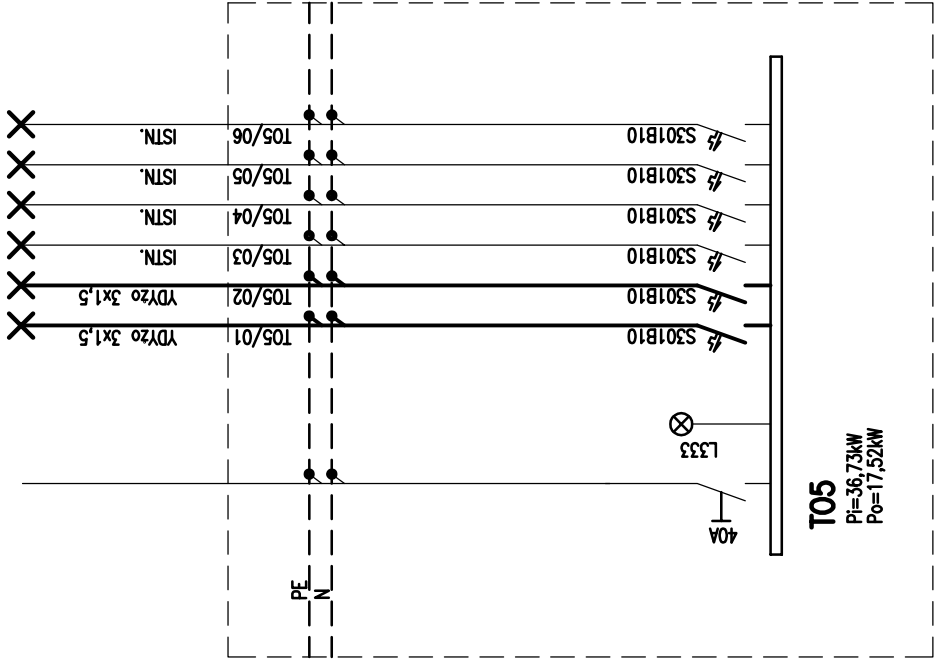 ISTN. T05/06 S301B10
ISTN. T05/05 S301B10
ISTN. T05/04 S301B10
ISTN. T05/03 S301B10
YDYżo 3x1,5 T05/02 S301B10
YDYżo 3x1,5 T05/01 S301B10
L333
40A
PE
N
T05
Pi=36,73kW
Po=17,52kW